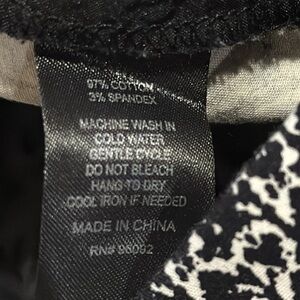 97% COTTON
3% SPANDEX
MACHINE WASH IN
COLD WATER
GENTLE CYCLE
DO NOT BLEACH
HANG TO DRY
COOL IRON IF NEEDED
MADE IN CHINA
RN# 96092